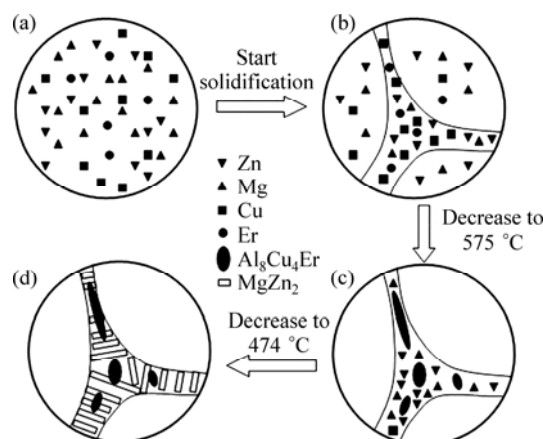 (a)
Start
solidification
(b)
Zn
Mg
Cu
Er
Al₈Cu₄Er
MgZn₂
Decrease to
575 °C
(d)
Decrease to
474 °C
(c)